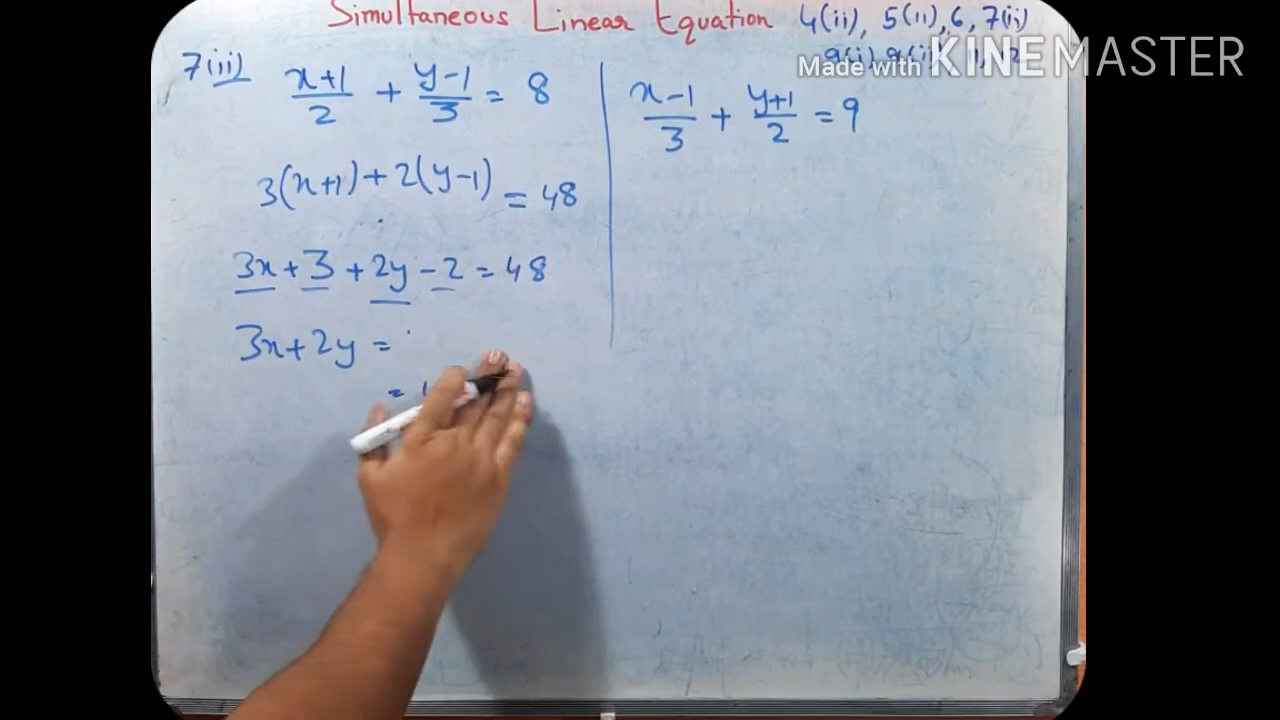 Simultaneous Linear Equation 4(ii), 5(ii), 6, 7(ii)
Made with KINEMASTER
7(ii)
x+1/2 + y-1/3 = 8
3(x+1) + 2(y-1) = 48
3x + 3 + 2y - 2 = 48
3x + 2y =
=
x-1/3 + y+1/2 = 9